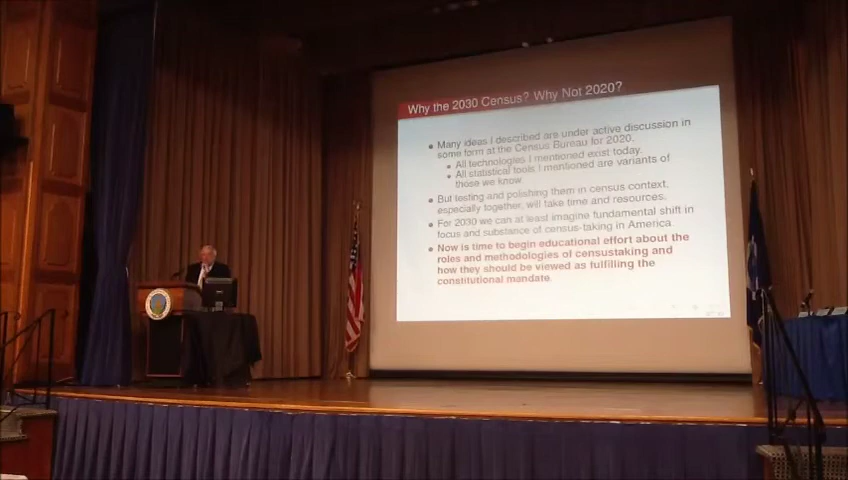 Why the 2030 Census? Why Not 2020?
Many ideas I described are under active discussion in
some form at the Census Bureau for 2020.
All technologies I mentioned exist today.
All statistical tools I mentioned are variants of
those we know
But testing and polishing them in census context,
especially together, will take time and resources.
For 2030 we can at least imagine fundamental shift in
focus and substance of census-taking in America.
Now is time to begin educational effort about the
roles and methodologies of censustaking and
how they should be viewed as fulfilling the
constitutional mandate.